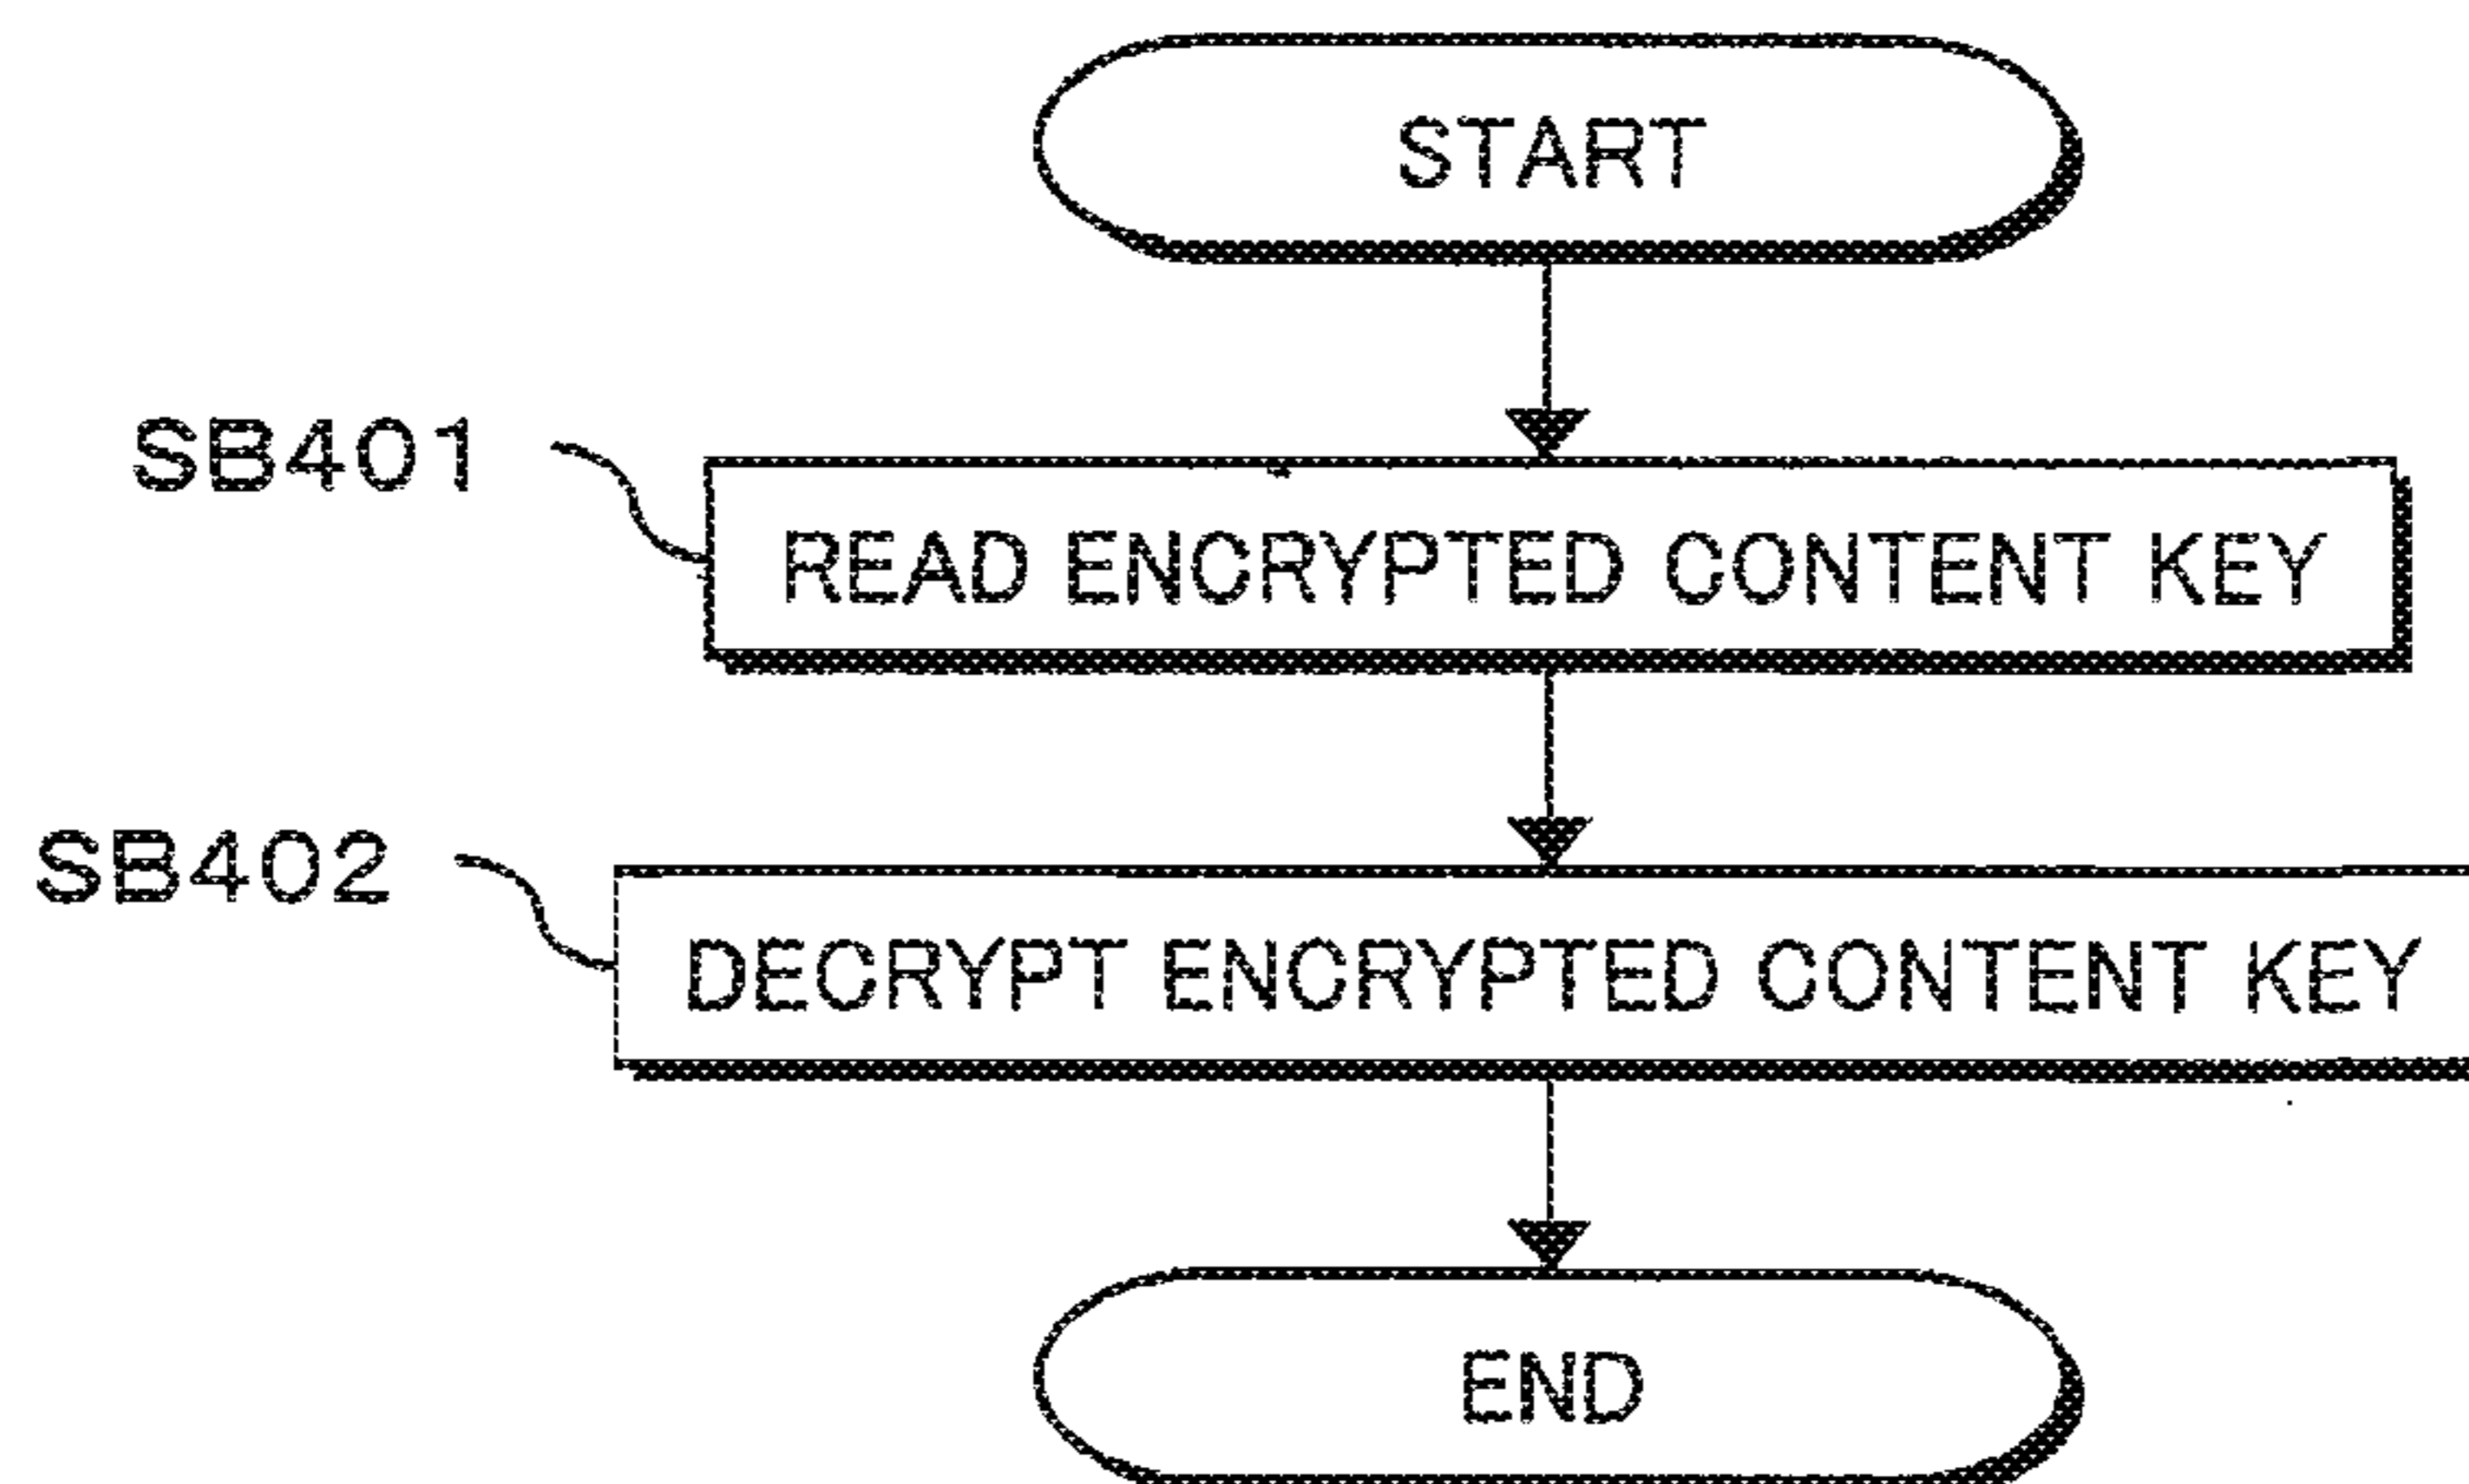 START
SB401
READ ENCRYPTED CONTENT KEY
SB402
DECRYPT ENCRYPTED CONTENT KEY
END